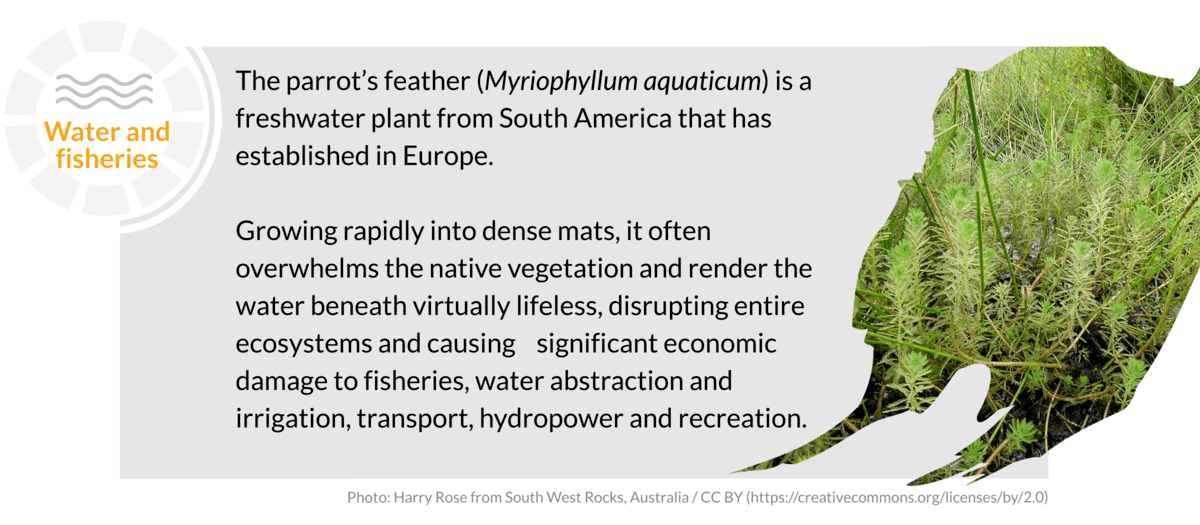 Water and
fisheries
The parrot’s feather (Myriophyllum aquaticum) is a
freshwater plant from South America that has
established in Europe.
Growing rapidly into dense mats, it often
overwhelms the native vegetation and render the
water beneath virtually lifeless, disrupting entire
ecosystems and causing significant economic
damage to fisheries, water abstraction and
irrigation, transport, hydropower and recreation.
Photo: Harry Rose from South West Rocks, Australia / CC BY (https://creativecommons.org/licenses/by/2.0)